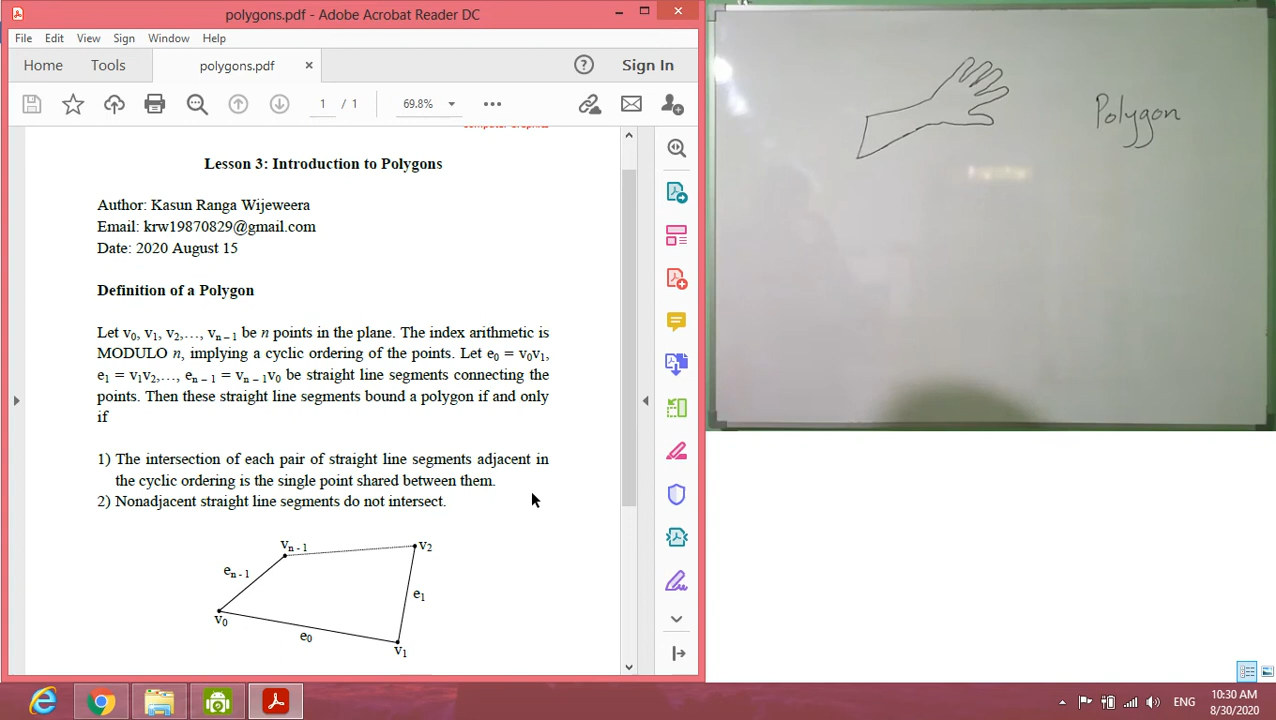 polygons.pdf - Adobe Acrobat Reader DC
File Edit View Sign Window Help
Home Tools polygons.pdf × Sign In
1 / 1 69.8%
Computer Graphics
Lesson 3: Introduction to Polygons
Author: Kasun Ranga Wijeweera
Email: krw19870829@gmail.com
Date: 2020 August 15
Definition of a Polygon
Let v0, v1, v2,…, vn – 1 be n points in the plane. The index arithmetic is
MODULO n, implying a cyclic ordering of the points. Let e0 = v0v1,
e1 = v1v2,…, en – 1 = vn – 1v0 be straight line segments connecting the
points. Then these straight line segments bound a polygon if and only
if
1) The intersection of each pair of straight line segments adjacent in
the cyclic ordering is the single point shared between them.
2) Nonadjacent straight line segments do not intersect.
vn - 1
v2
en - 1
e1
v0
e0
v1
Polygon
ENG
10:30 AM
8/30/2020